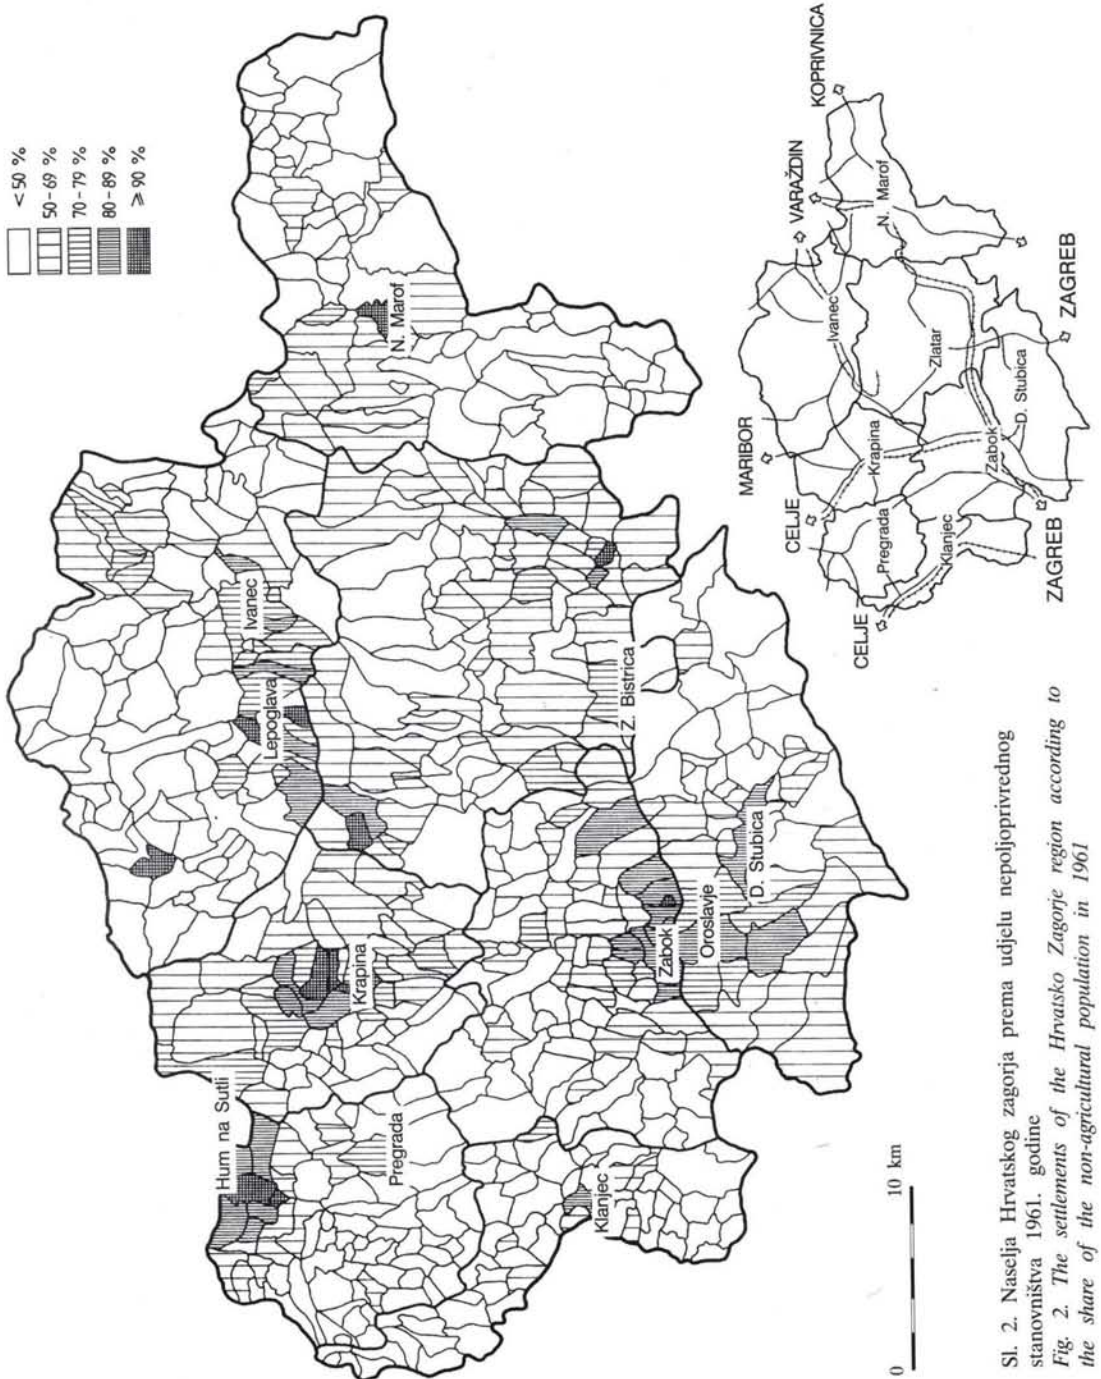 < 50 %
50-69 %
70-79 %
80-89 %
≥ 90 %
N. Marof
Ivanec
Lepoglava
Z. Bistrica
Krapina
Zabok
Oroslavje
D. Stubica
Hum na Sutli
Pregrada
Klanjec
0 10 km
KOPRIVNICA
VARAŽDIN
MARIBOR
CELJE
N. Marof
Ivanec
Zlatar
Krapina
Pregrada
Zabok
D. Stubica
Klanjec
CELJE
ZAGREB
ZAGREB
Sl. 2. Naselja Hrvatskog zagorja prema udjelu nepoljoprivrednog
stanovništva 1961. godine
Fig. 2. The settlements of the Hrvatsko Zagorje region according to
the share of the non-agricultural population in 1961